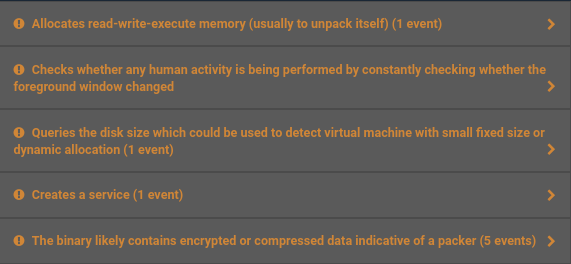 Allocates read-write-execute memory (usually to unpack itself) (1 event)
Checks whether any human activity is being performed by constantly checking whether the
foreground window changed
Queries the disk size which could be used to detect virtual machine with small fixed size or
dynamic allocation (1 event)
Creates a service (1 event)
The binary likely contains encrypted or compressed data indicative of a packer (5 events)